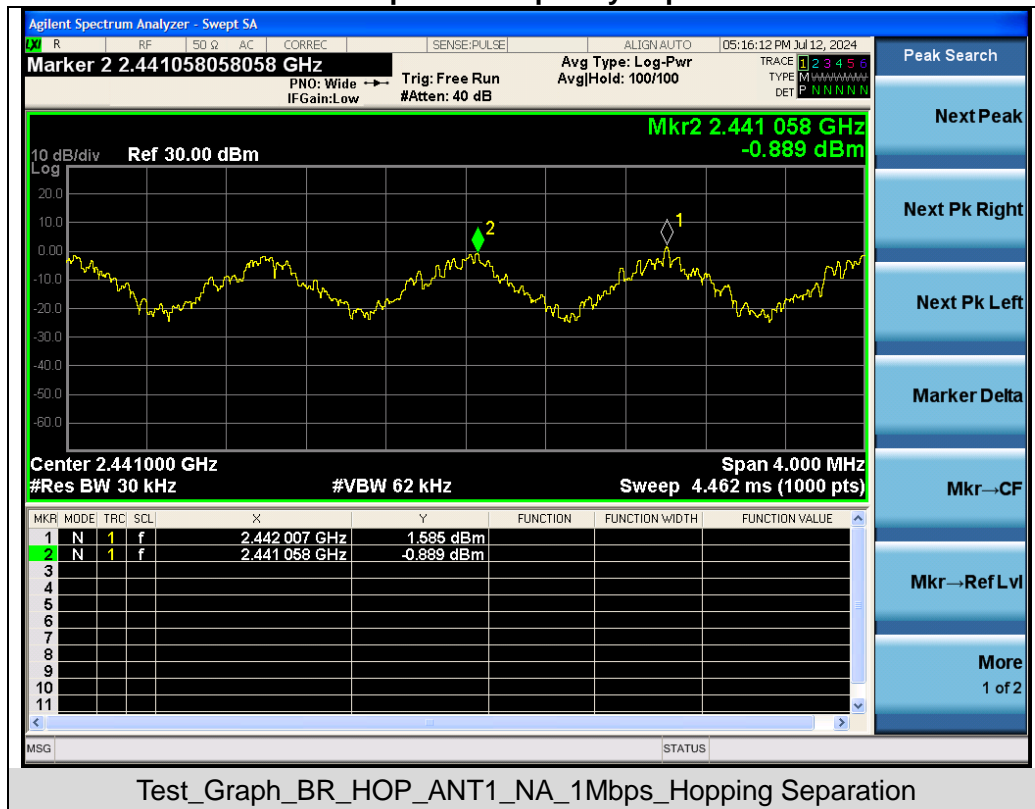 Agilent Spectrum Analyzer - Swept SA
LXI R RF 50 Ω AC CORREC SENSE:PULSE ALIGN AUTO 05:16:12 PM Jul 12, 2024
Marker 2 2.441058058058 GHz
PNO: Wide
IFGain:Low
Trig: Free Run
#Atten: 40 dB
Avg Type: Log-Pwr
Avg|Hold: 100/100
TRACE 1 2 3 4 5 6
TYPE M WWWWW
DET P N N N N N
Peak Search
Next Peak
Next Pk Right
Next Pk Left
Marker Delta
Mkr→CF
Mkr→Ref Lvl
More
1 of 2
Mkr2 2.441 058 GHz
-0.889 dBm
10 dB/div Ref 30.00 dBm
Log
20.0
10.0
0.00
-10.0
-20.0
-30.0
-40.0
-50.0
-60.0
2
1
Center 2.441000 GHz Span 4.000 MHz
#Res BW 30 kHz #VBW 62 kHz Sweep 4.462 ms (1000 pts)
MKR MODE TRC SCL X Y FUNCTION FUNCTION WIDTH FUNCTION VALUE
1 N 1 f 2.442 007 GHz 1.585 dBm
2 N 1 f 2.441 058 GHz -0.889 dBm
3
4
5
6
7
8
9
10
11
MSG STATUS
Test_Graph_BR_HOP_ANT1_NA_1Mbps_Hopping Separation